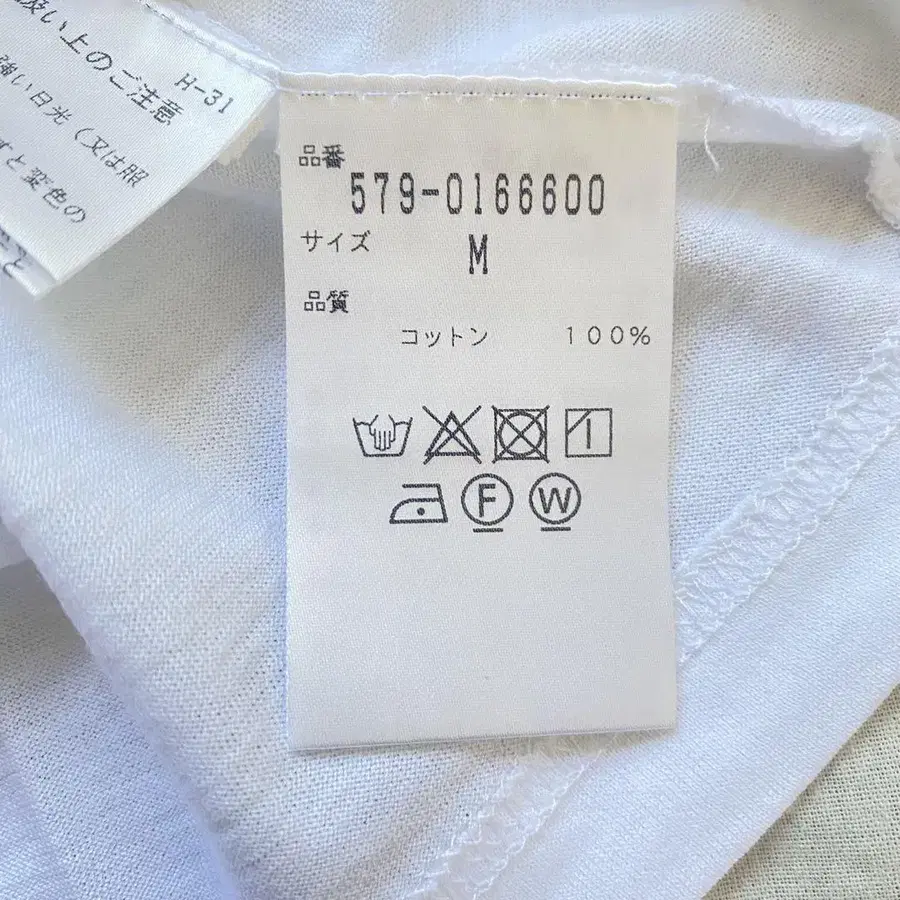 品番
579-0166600
サイズ
M
品質
コットン 100%
F W
H-31
扱い上のご注意
強い日光(又は服
すと変色の